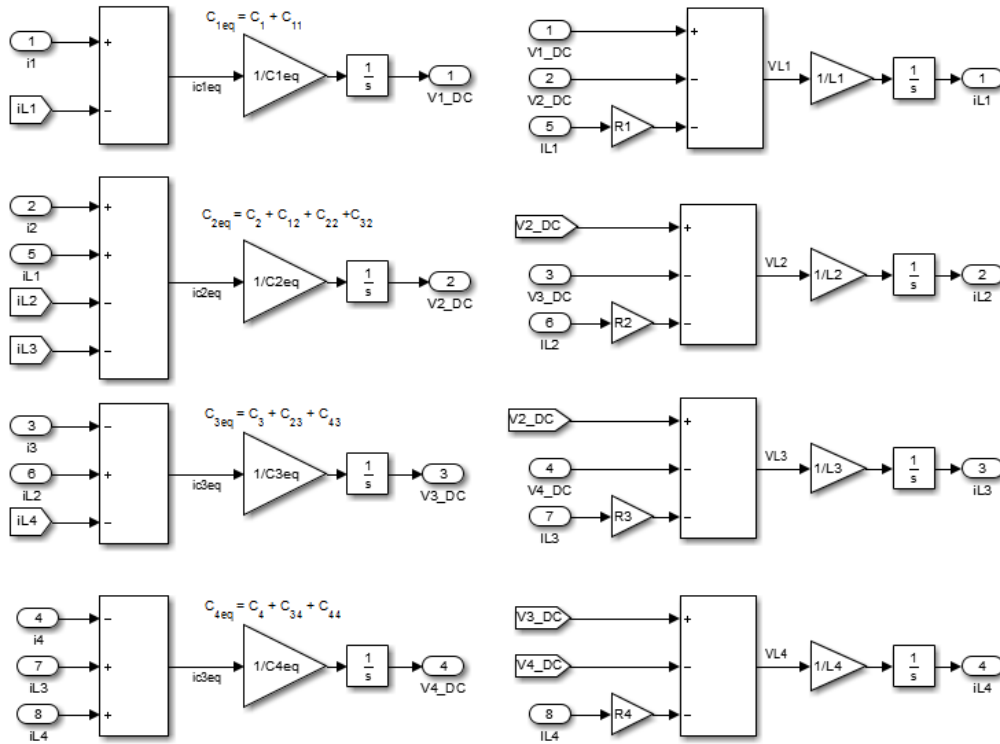 C1eq = C1 + C11
1
i1
iL1
+
−
ic1eq
1/C1eq
1
s
1
V1_DC
1
V1_DC
2
V2_DC
5
IL1
R1
+
−
−
VL1
1/L1
1
s
1
iL1
C2eq = C2 + C12 + C22 +C32
2
i2
5
iL1
iL2
iL3
+
+
−
−
ic2eq
1/C2eq
1
s
2
V2_DC
V2_DC
3
V3_DC
6
IL2
R2
+
−
−
VL2
1/L2
1
s
2
iL2
C3eq = C3 + C23 + C43
3
i3
6
iL2
iL4
−
+
−
ic3eq
1/C3eq
1
s
3
V3_DC
V2_DC
4
V4_DC
7
IL3
R3
+
−
−
VL3
1/L3
1
s
3
iL3
C4eq = C4 + C34 + C44
4
i4
7
iL3
8
iL4
−
+
+
ic3eq
1/C4eq
1
s
4
V4_DC
V3_DC
V4_DC
8
IL4
R4
+
−
−
VL4
1/L4
1
s
4
iL4